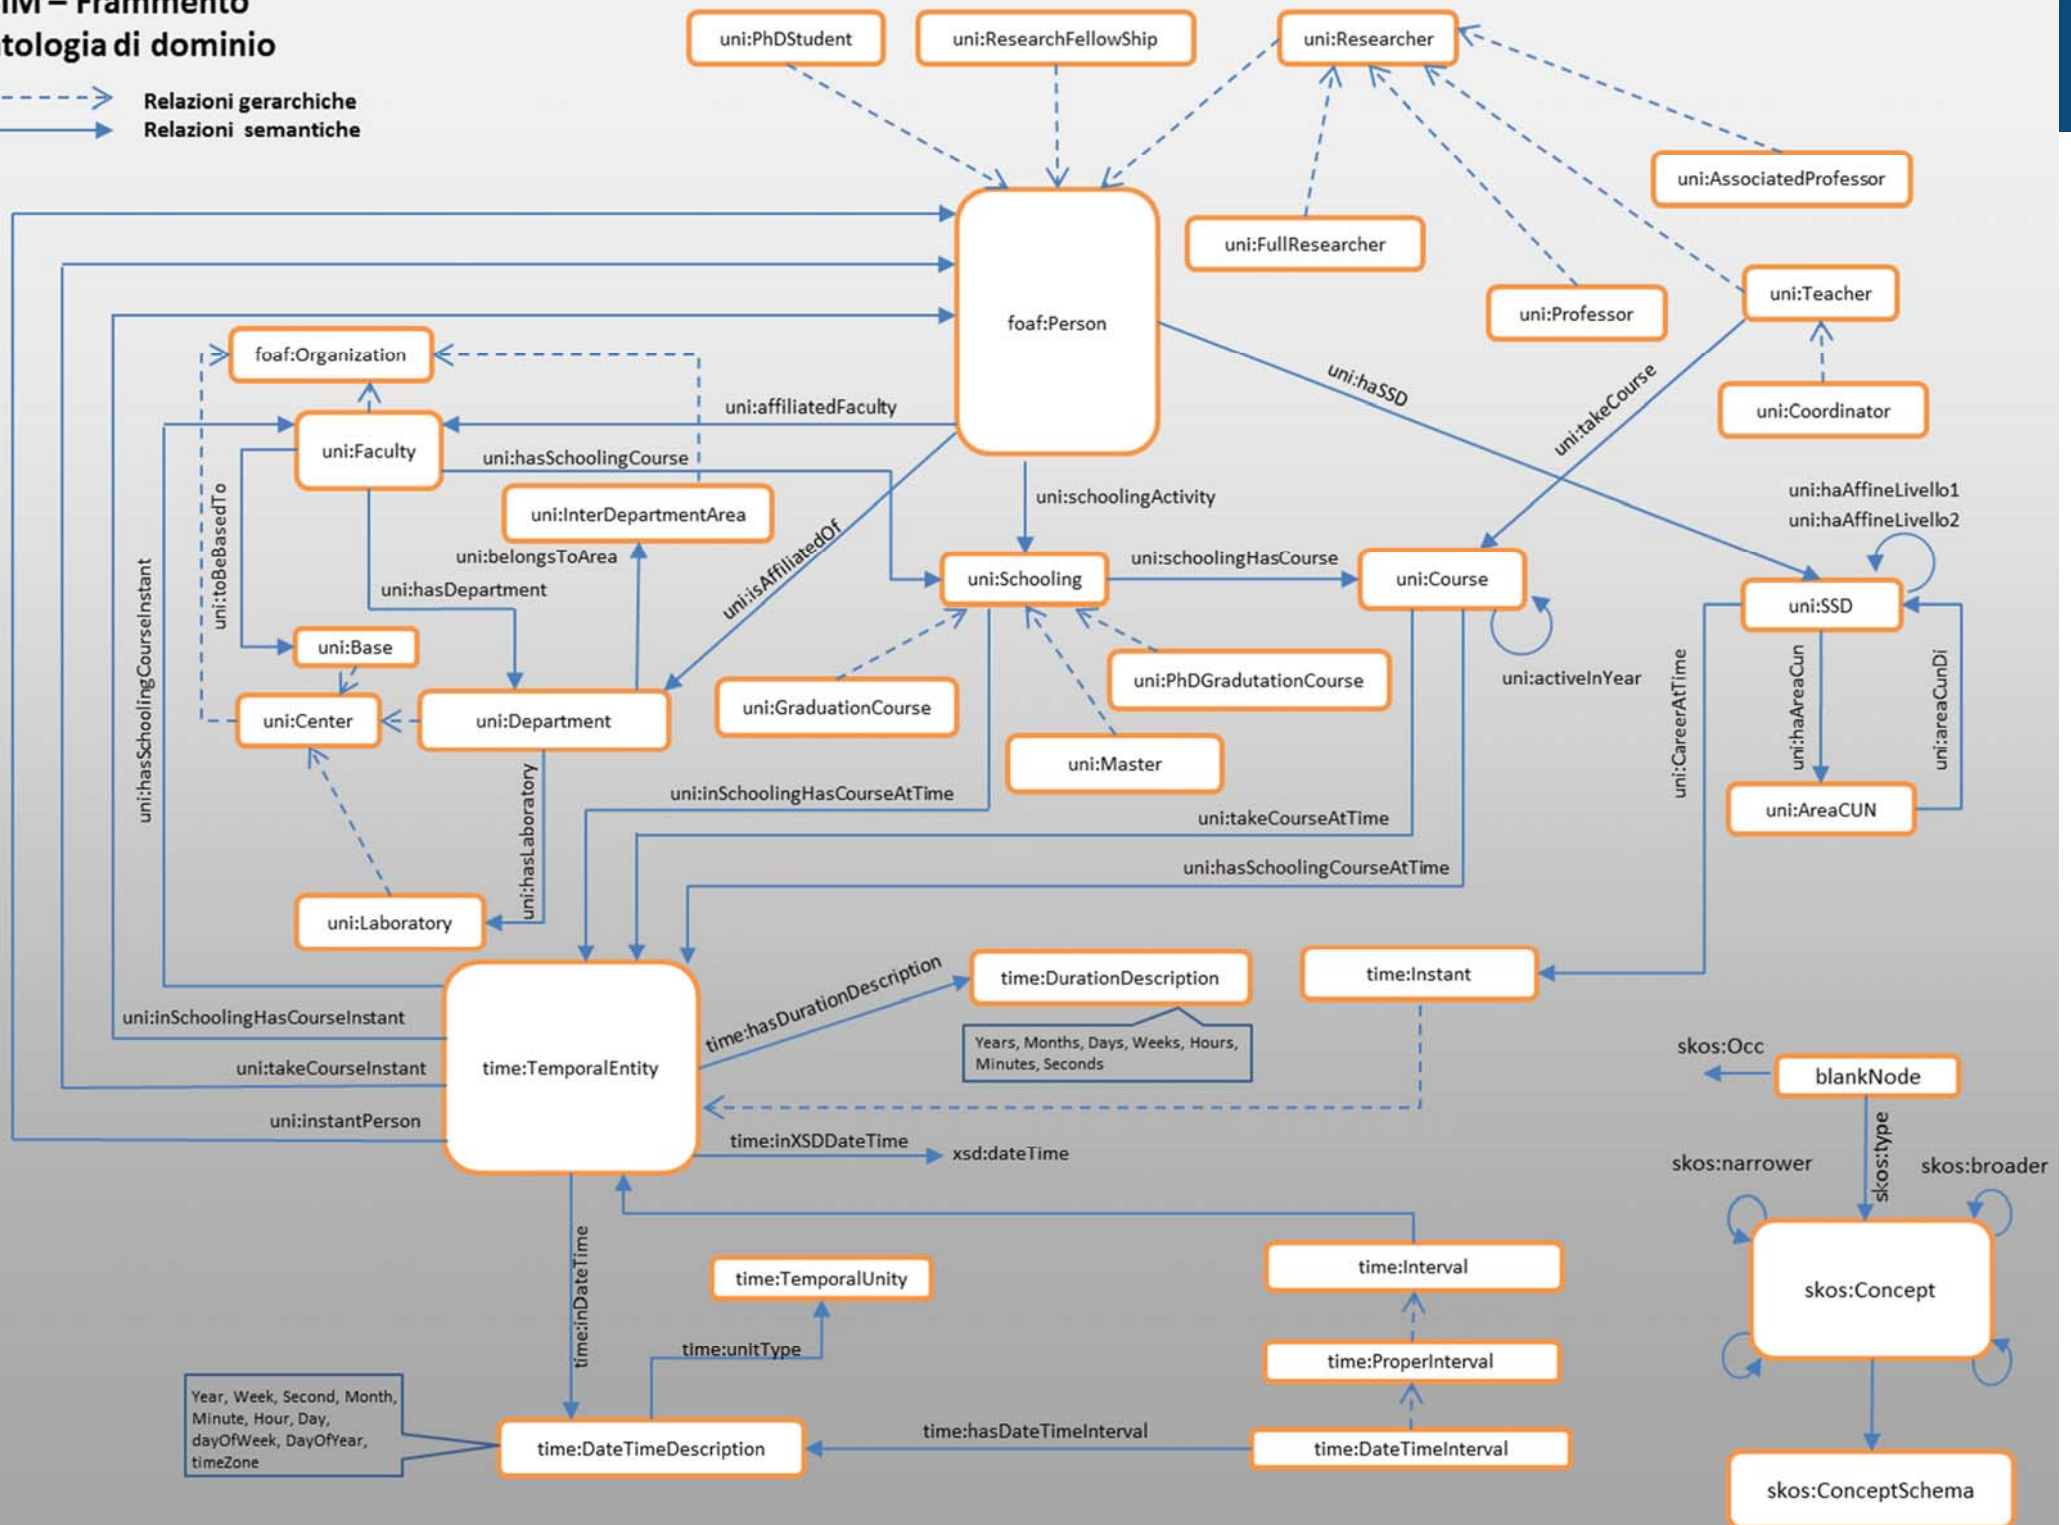 – Frammento
tologia di dominio
Relazioni gerarchiche
Relazioni semantiche
uni:PhDStudent
uni:ResearchFellowShip
uni:Researcher
uni:AssociatedProfessor
uni:FullResearcher
uni:Teacher
uni:Professor
foaf:Person
foaf:Organization
uni:haSSD
uni:takeCourse
uni:Coordinator
uni:affiliatedFaculty
uni:Faculty
uni:hasSchoolingCourse
uni:schoolingActivity
uni:haAffineLivello1
uni:haAffineLivello2
uni:InterDepartmentArea
uni:toBeBasedTo
uni:belongsToArea
uni:isAffiliatedOf
uni:schoolingHasCourse
uni:Schooling
uni:Course
uni:hasDepartment
uni:SSD
uni:hasSchoolingCourseInstant
uni:Base
uni:PhDGradutationCourse
uni:activeInYear
uni:CareerAtTime
uni:haAreaCun
uni:areaCunDi
uni:Center
uni:Department
uni:GraduationCourse
uni:Master
uni:hasLaboratory
uni:inSchoolingHasCourseAtTime
uni:takeCourseAtTime
uni:AreaCUN
uni:hasSchoolingCourseAtTime
uni:Laboratory
time:hasDurationDescription
time:DurationDescription
time:Instant
uni:inSchoolingHasCourseInstant
Years, Months, Days, Weeks, Hours,
Minutes, Seconds
skos:Occ
blankNode
uni:takeCourseInstant
time:TemporalEntity
uni:instantPerson
time:inXSDDateTime
xsd:dateTime
skos:type
skos:narrower
skos:broader
time:inDateTime
time:TemporalUnity
time:Interval
skos:Concept
time:unitType
time:ProperInterval
Year, Week, Second, Month,
Minute, Hour, Day,
dayOfWeek, DayOfYear,
timeZone
time:DateTimeDescription
time:hasDateTimeInterval
time:DateTimeInterval
skos:ConceptSchema